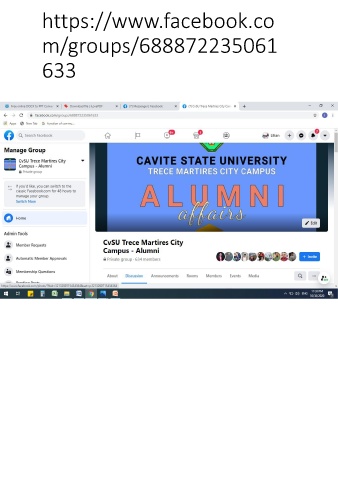 https://www.facebook.co
m/groups/688872235061
633
Search Facebook
Manage Group
CvSU Trece Martires City
Campus - Alumni
Private group
If you'd like, you can switch to the
classic Facebook.com for 48 hours to
manage your group.
Switch Now
Home
Admin Tools
Member Requests
Automatic Member Approvals
Membership Questions
CAVITE STATE UNIVERSITY
TRECE MARTIRES CITY CAMPUS
ALUMNI
affairs
Edit
CvSU Trece Martires City
Campus - Alumni
Private group · 634 members
+ Invite
About Discussion Announcements Rooms Members Events Media